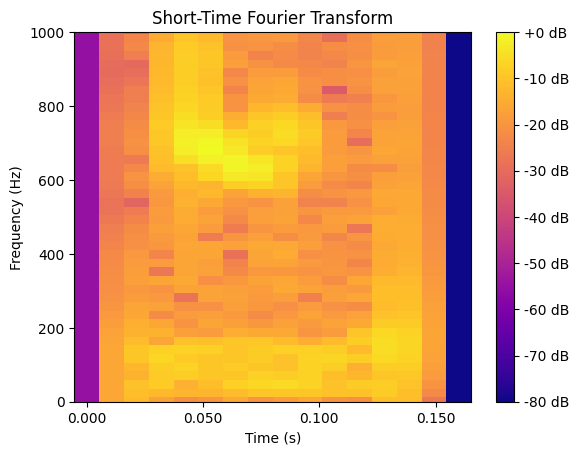 Short-Time Fourier Transform
1000
800
600
400
200
0
Frequency (Hz)
0.000
0.050
0.100
0.150
Time (s)
+0 dB
-10 dB
-20 dB
-30 dB
-40 dB
-50 dB
-60 dB
-70 dB
-80 dB